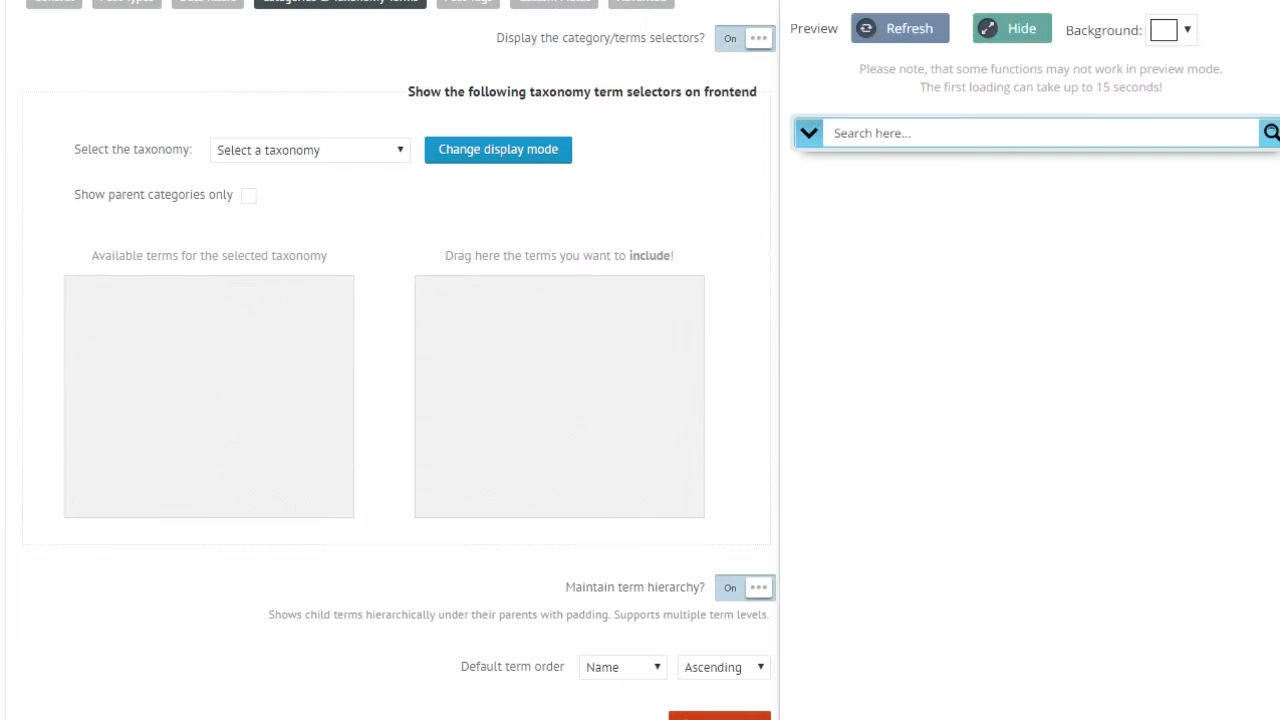 Display the category/terms selectors? On
Preview Refresh Hide Background:
Please note, that some functions may not work in preview mode.
The first loading can take up to 15 seconds!
Show the following taxonomy term selectors on frontend
Search here...
Select the taxonomy: Select a taxonomy Change display mode
Show parent categories only
Available terms for the selected taxonomy Drag here the terms you want to include!
Maintain term hierarchy? On
Shows child terms hierarchically under their parents with padding. Supports multiple term levels.
Default term order Name Ascending